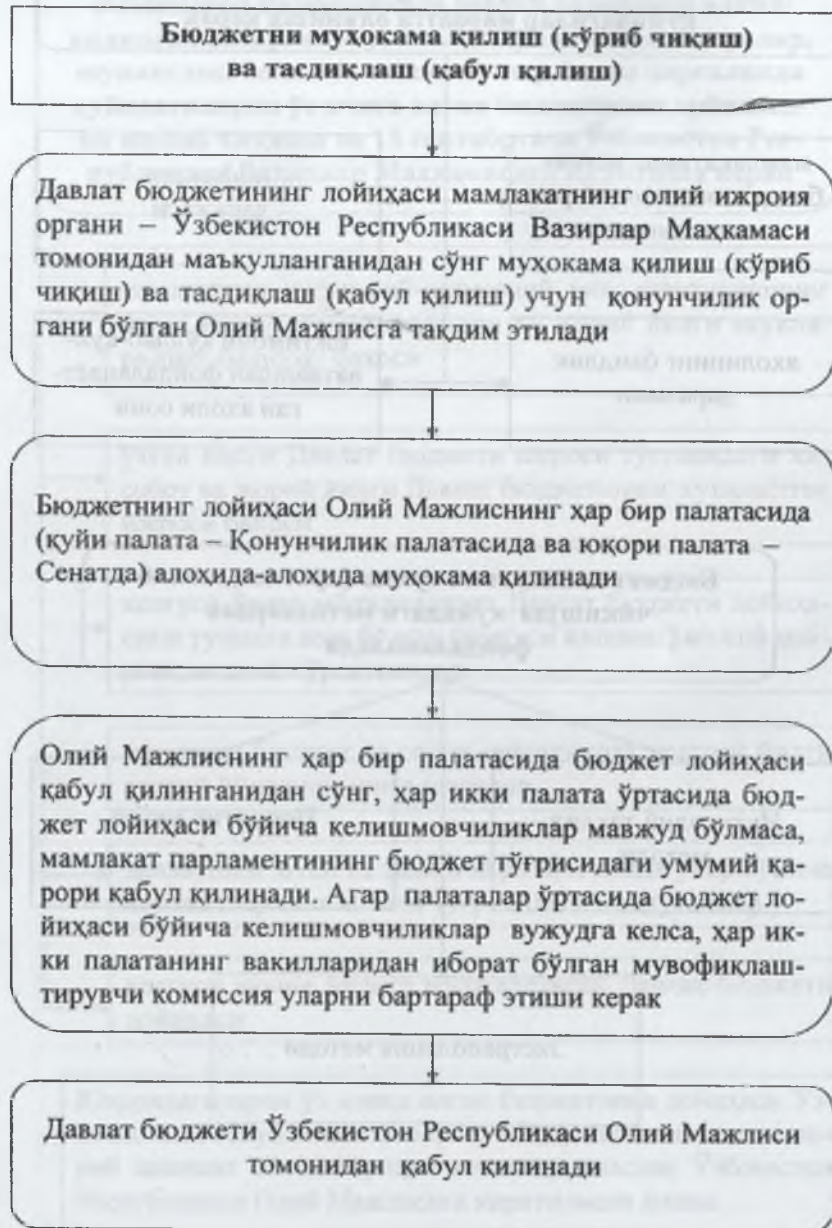 Бюджетни муҳокама қилиш (кўриб чиқиш)
ва тасдиқлаш (қабул қилиш)
Давлат бюджетининг лойиҳаси мамлакатнинг олий ижроия
органи – Ўзбекистон Республикаси Вазирлар Маҳкамаси
томонидан маъқулланганидан сўнг муҳокама қилиш (кўриб
чиқиш) ва тасдиқлаш (қабул қилиш) учун қонунчилик ор-
гани бўлган Олий Мажлисга тақдим этилади
Бюджетнинг лойиҳаси Олий Мажлиснинг ҳар бир палатасида
(қуйи палата – Қонунчилик палатасида ва юқори палата –
Сенатда) алоҳида-алоҳида муҳокама қилинади
Олий Мажлиснинг ҳар бир палатасида бюджет лойиҳаси
қабул қилинганидан сўнг, ҳар икки палата ўртасида бюд-
жет лойиҳаси бўйича келишмовчиликлар мавжуд бўлмаса,
мамлакат парламентининг бюджет тўғрисидаги умумий қа-
рори қабул қилинади. Агар палаталар ўртасида бюджет ло-
йиҳаси бўйича келишмовчиликлар вужудга келса, ҳар ик-
ки палатанинг вакилларидан иборат бўлган мувофиқлаш-
тирувчи комиссия уларни бартараф этиши керак
Давлат бюджети Ўзбекистон Республикаси Олий Мажлиси
томонидан қабул қилинади